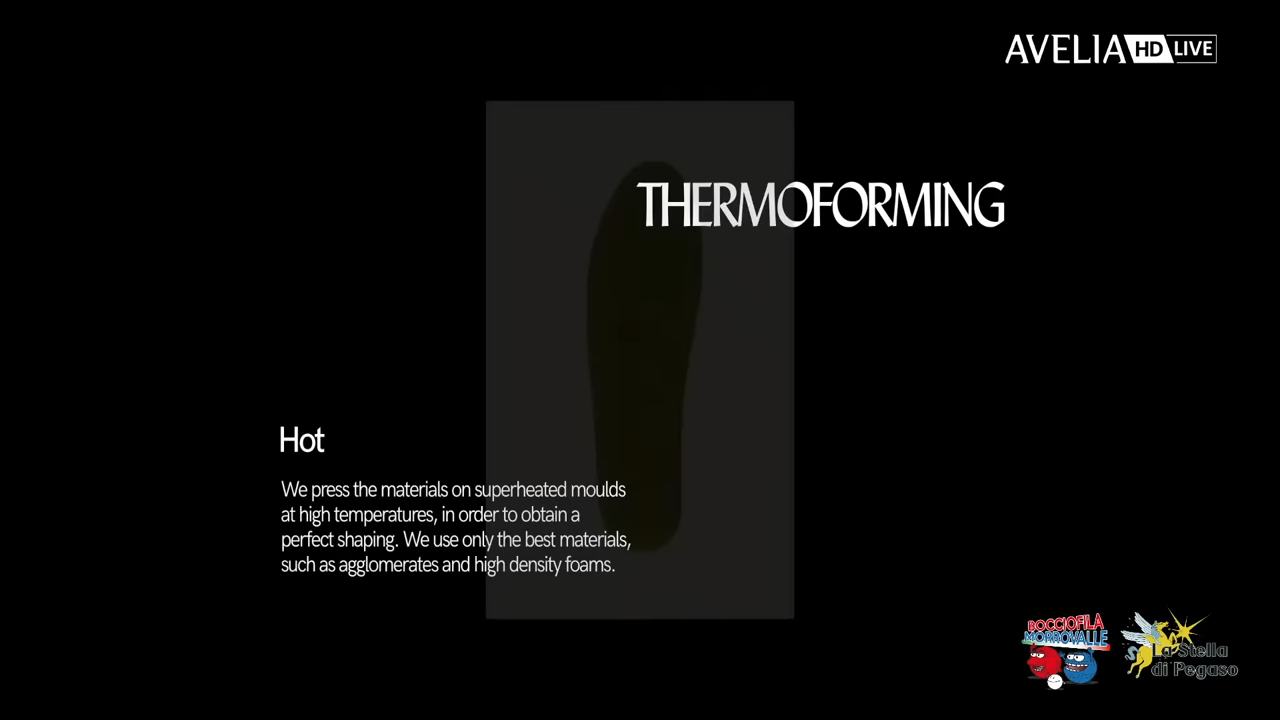 AVELIA HD LIVE
THERMOFORMING
Hot
We press the materials on superheated moulds
at high temperatures, in order to obtain a
perfect shaping. We use only the best materials,
such as agglomerates and high density foams.
BOCCIOFILA
MORROVALLE
La Stella
di Pegaso